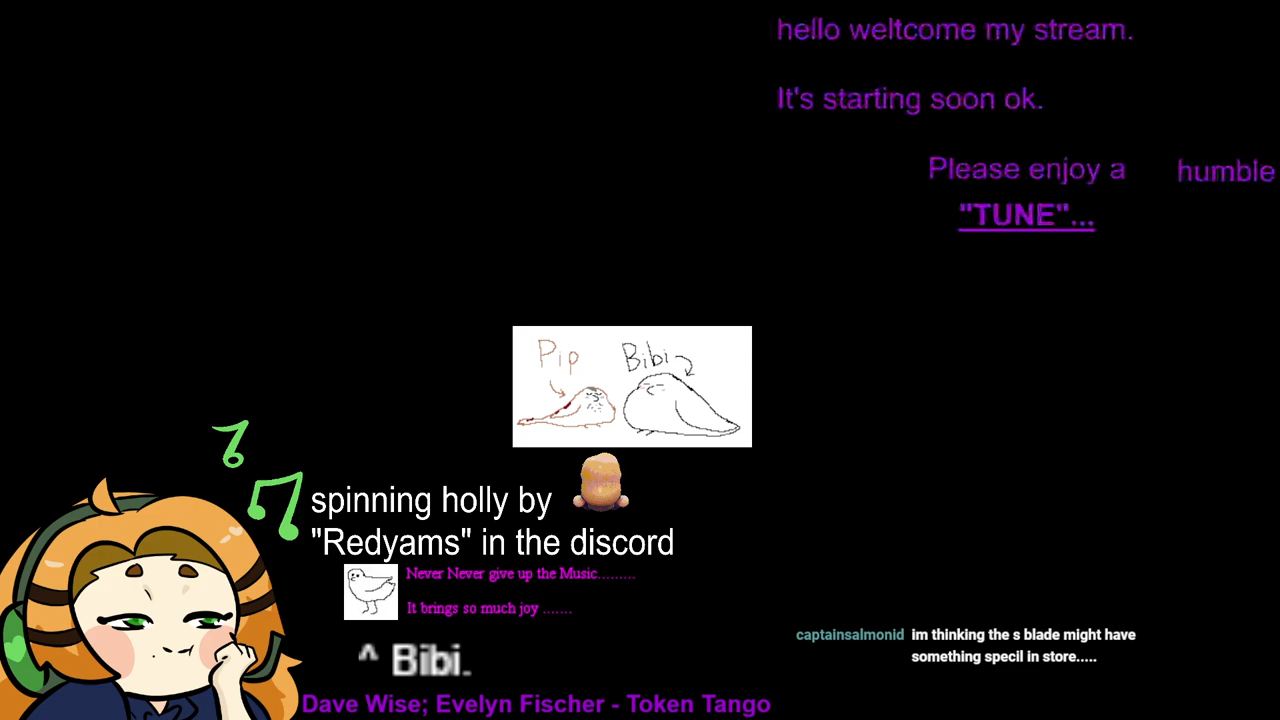 hello weltcome my stream.
It's starting soon ok.
Please enjoy a humble
"TUNE"...
Pip
Bibi
spinning holly by
"Redyams" in the discord
Never Never give up the Music.........
It brings so much joy .......
^ Bibi.
captainsalmonid im thinking the s blade might have
something specil in store.....
Dave Wise; Evelyn Fischer - Token Tango